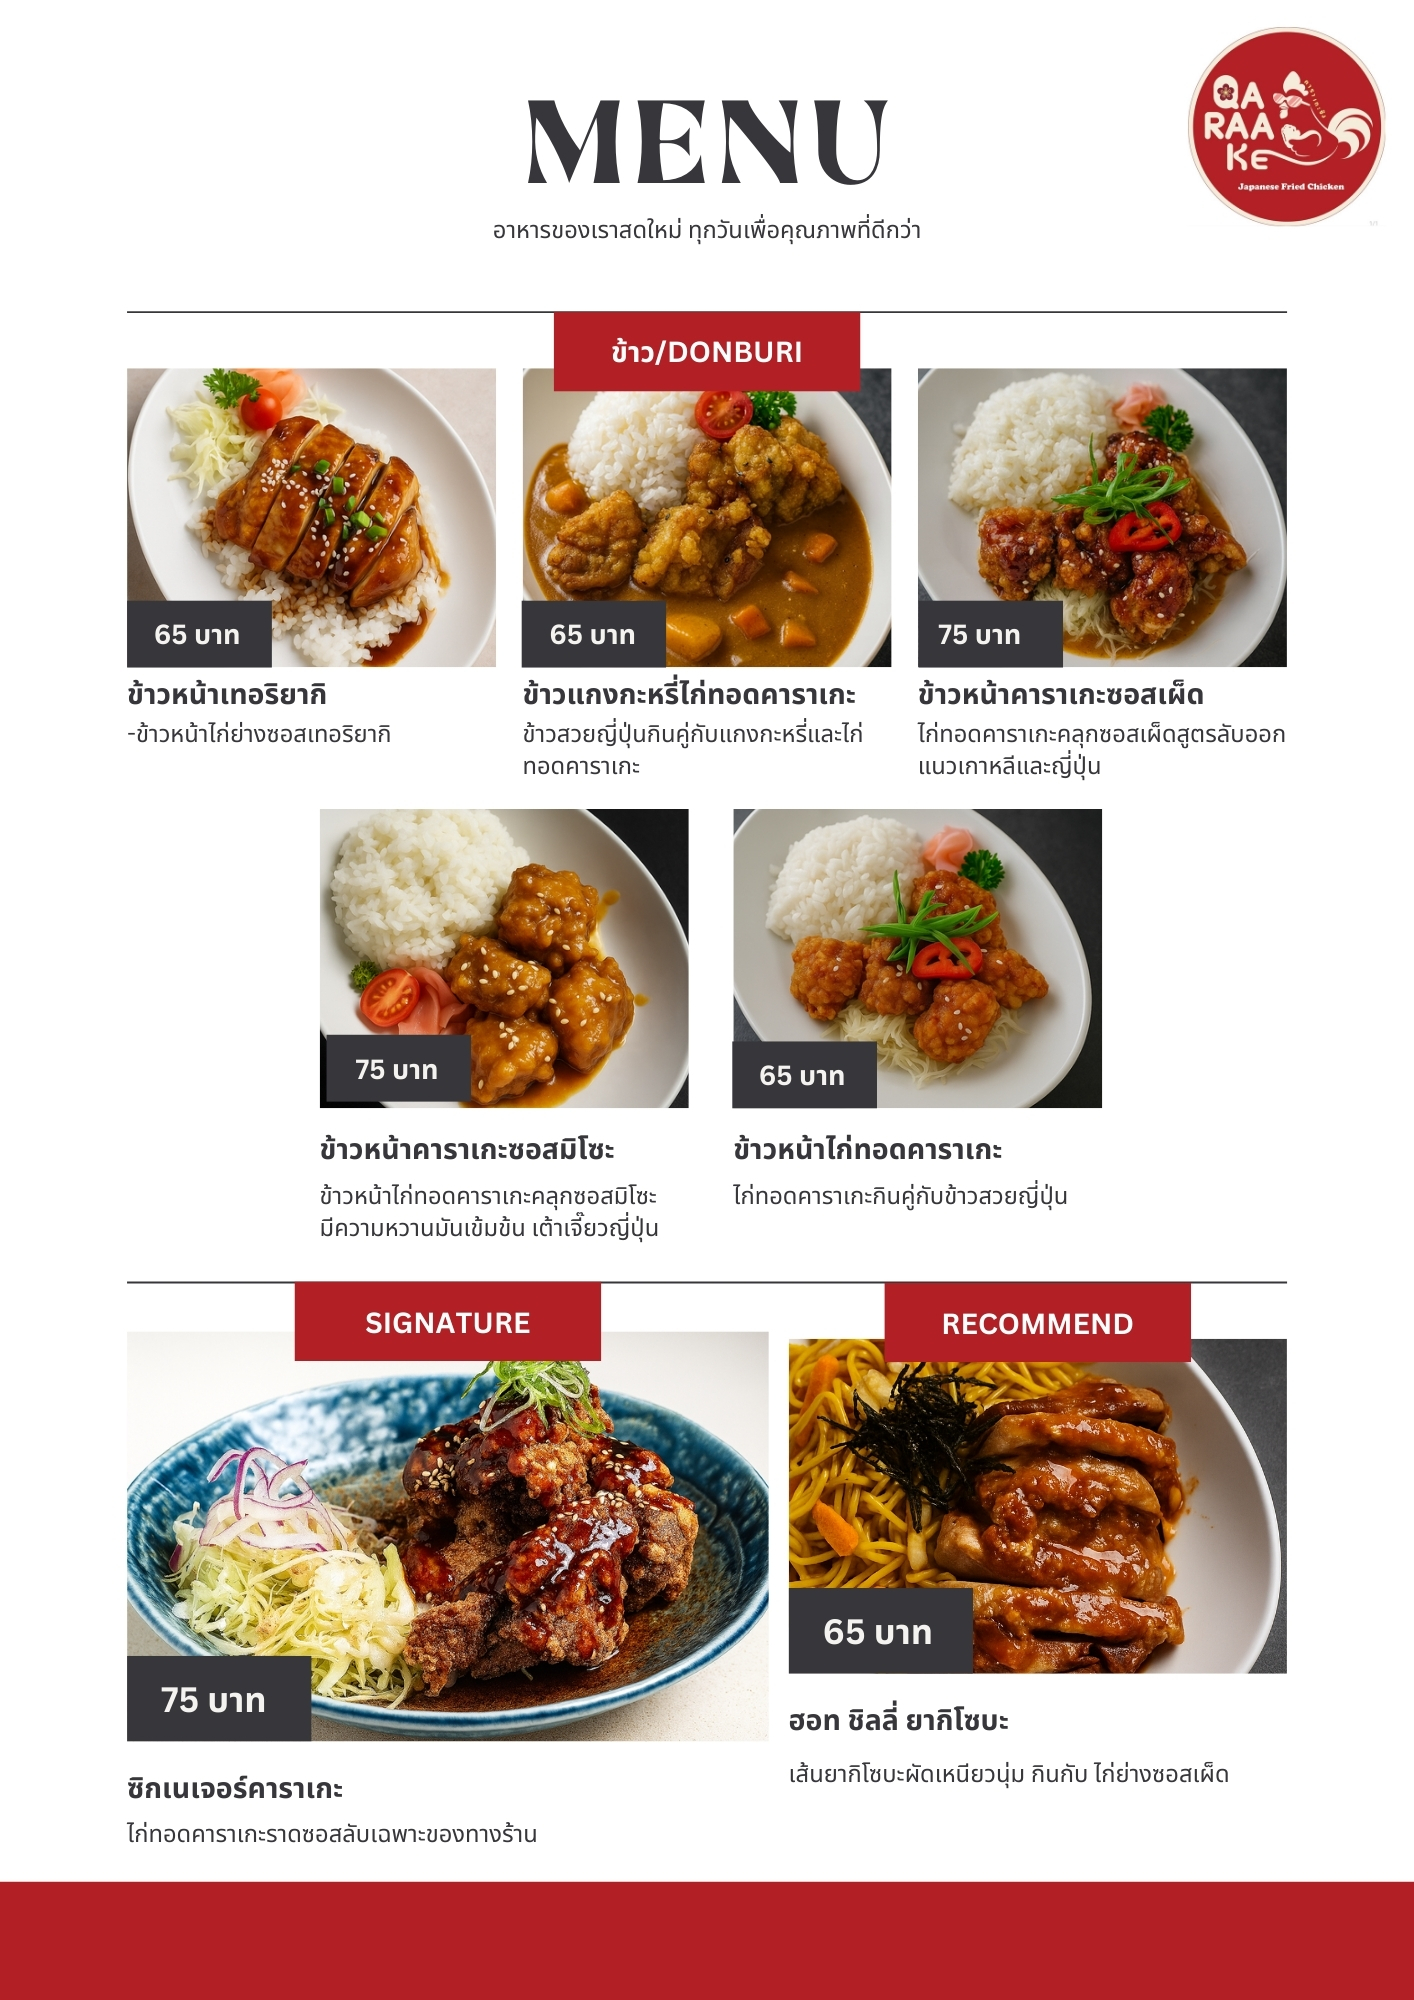 MENU
อาหารของเราสดใหม่ ทุกวันเพื่อคุณภาพที่ดีกว่า
QA
RAA
Ke
Japanese Fried Chicken
ข้าว/DONBURI
65 บาท
ข้าวหน้าเทอริยากิ
-ข้าวหน้าไก่ย่างซอสเทอริยากิ
65 บาท
ข้าวแกงกะหรี่ไก่ทอดคาราเกะ
ข้าวสวยญี่ปุ่นกินคู่กับแกงกะหรี่และไก่
ทอดคาราเกะ
75 บาท
ข้าวหน้าคาราเกะซอสเผ็ด
ไก่ทอดคาราเกะคลุกซอสเผ็ดสูตรลับออก
แนวเกาหลีและญี่ปุ่น
75 บาท
ข้าวหน้าคาราเกะซอสมิโซะ
ข้าวหน้าไก่ทอดคาราเกะคลุกซอสมิโซะ
มีความหวานมันเข้มข้น เต้าเจี๊ยวญี่ปุ่น
65 บาท
ข้าวหน้าไก่ทอดคาราเกะ
ไก่ทอดคาราเกะกินคู่กับข้าวสวยญี่ปุ่น
SIGNATURE
75 บาท
ซิกเนเจอร์คาราเกะ
ไก่ทอดคาราเกะราดซอสลับเฉพาะของทางร้าน
RECOMMEND
65 บาท
ฮอท ชิลลี่ ยากิโซบะ
เส้นยากิโซบะผัดเหนียวนุ่ม กินกับ ไก่ย่างซอสเผ็ด